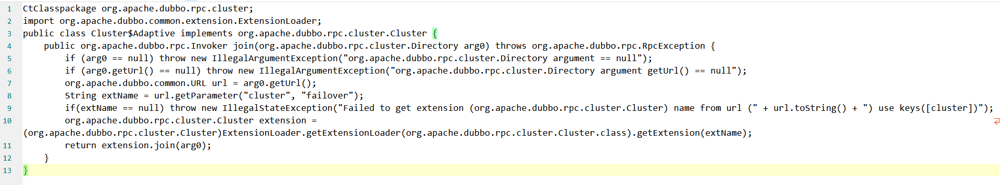 1 CtClasspackage org.apache.dubbo.rpc.cluster;
2 import org.apache.dubbo.common.extension.ExtensionLoader;
3 public class Cluster$Adaptive implements org.apache.dubbo.rpc.cluster.Cluster {
4     public org.apache.dubbo.rpc.Invoker join(org.apache.dubbo.rpc.cluster.Directory arg0) throws org.apache.dubbo.rpc.RpcException {
5         if (arg0 == null) throw new IllegalArgumentException("org.apache.dubbo.rpc.cluster.Directory argument == null");
6         if (arg0.getUrl() == null) throw new IllegalArgumentException("org.apache.dubbo.rpc.cluster.Directory argument getUrl() == null");
7         org.apache.dubbo.common.URL url = arg0.getUrl();
8         String extName = url.getParameter("cluster", "failover");
9         if(extName == null) throw new IllegalStateException("Failed to get extension (org.apache.dubbo.rpc.cluster.Cluster) name from url (" + url.toString() + ") use keys([cluster])");
10         org.apache.dubbo.rpc.cluster.Cluster extension =
(org.apache.dubbo.rpc.cluster.Cluster)ExtensionLoader.getExtensionLoader(org.apache.dubbo.rpc.cluster.Cluster.class).getExtension(extName);
11         return extension.join(arg0);
12     }
13 }